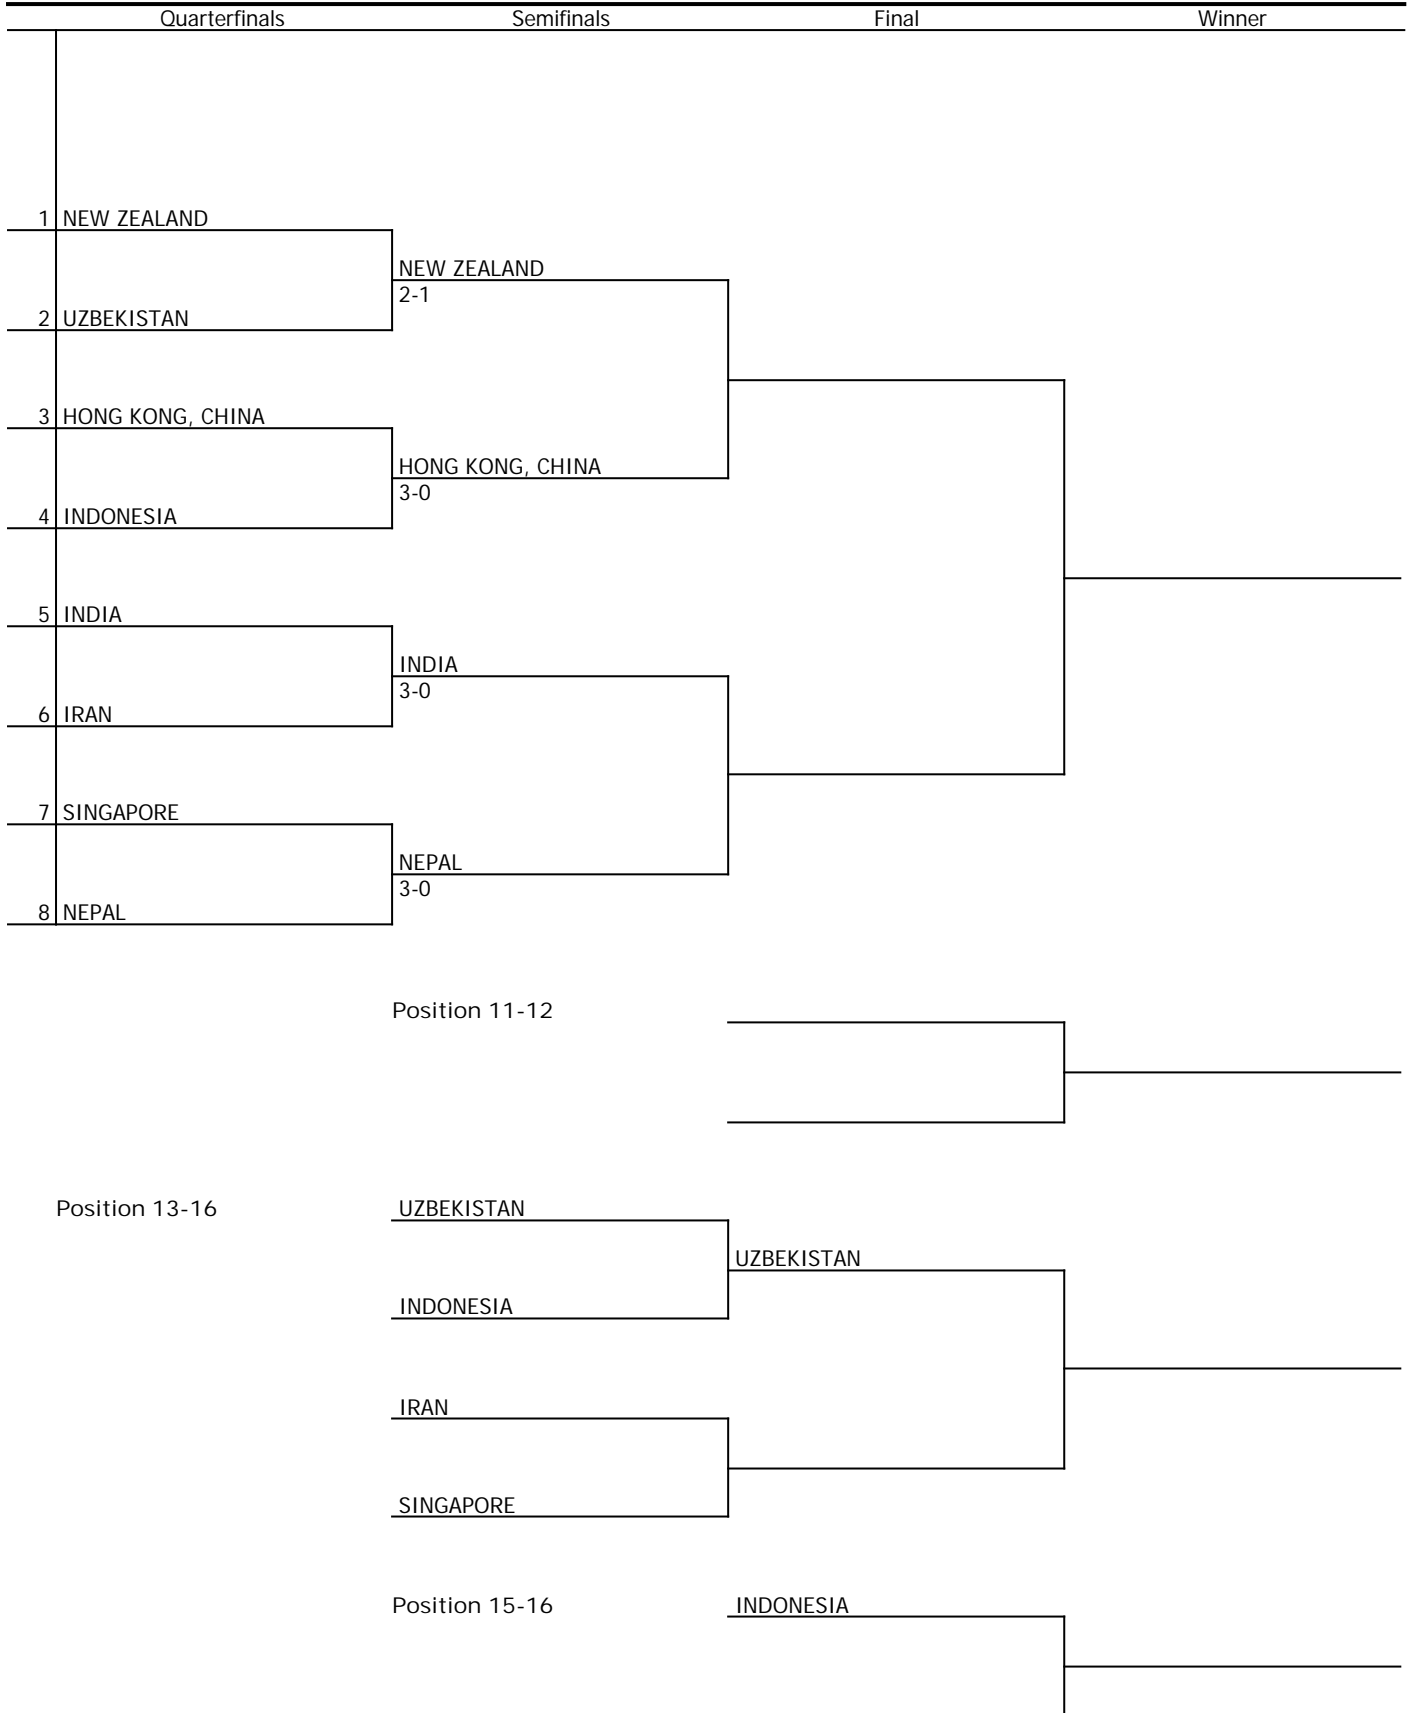 Quarterfinals Semifinals Final Winner
1 NEW ZEALAND
NEW ZEALAND
2-1
2 UZBEKISTAN
3 HONG KONG, CHINA
HONG KONG, CHINA
3-0
4 INDONESIA
5 INDIA
INDIA
3-0
6 IRAN
7 SINGAPORE
NEPAL
3-0
8 NEPAL
Position 11-12
Position 13-16 UZBEKISTAN
UZBEKISTAN
INDONESIA
IRAN
SINGAPORE
Position 15-16 INDONESIA